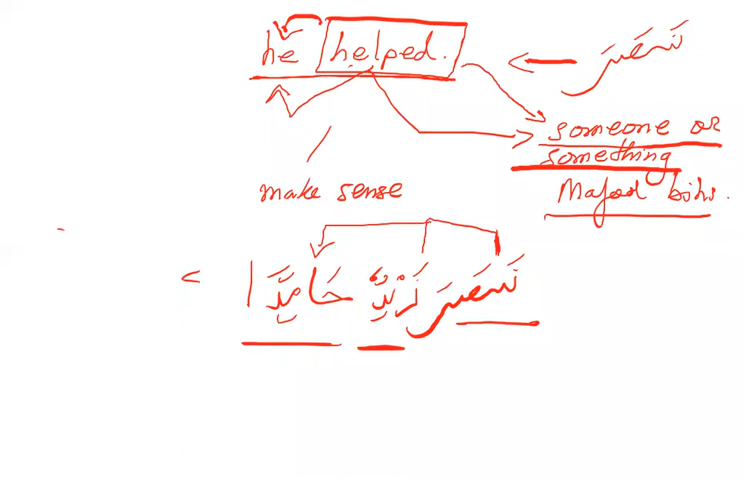 he helped. ← نَصَرَ
someone or
something
Mafool bihi.
make sense
< نَصَرَ زَيْدٌ حَامِدًا